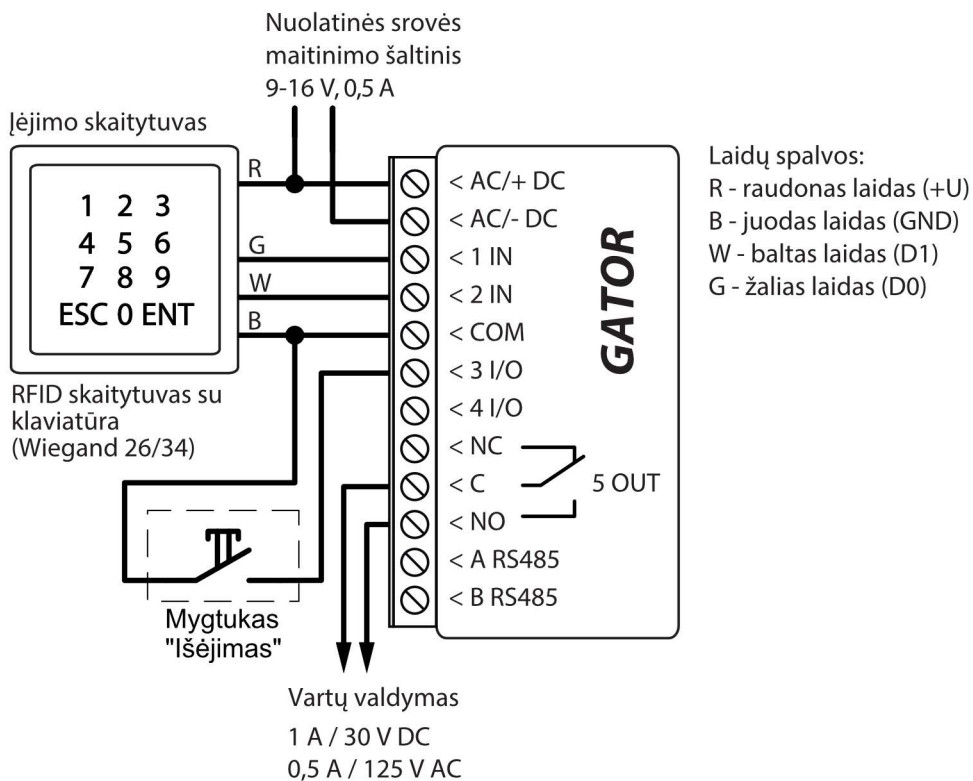 Nuolatinės srovės
maitinimo šaltinis
9-16 V, 0,5 A
Įėjimo skaitytuvas
1 2 3
4 5 6
7 8 9
ESC 0 ENT
R
G
W
B
RFID skaitytuvas su
klaviatūra
(Wiegand 26/34)
Mygtukas
"Išėjimas"
< AC/+ DC
< AC/- DC
< 1 IN
< 2 IN
< COM
< 3 I/O
< 4 I/O
< NC
< C
< NO
< A RS485
< B RS485
5 OUT
GATOR
Laidų spalvos:
R - raudonas laidas (+U)
B - juodas laidas (GND)
W - baltas laidas (D1)
G - žalias laidas (D0)
Vartų valdymas
1 A / 30 V DC
0,5 A / 125 V AC